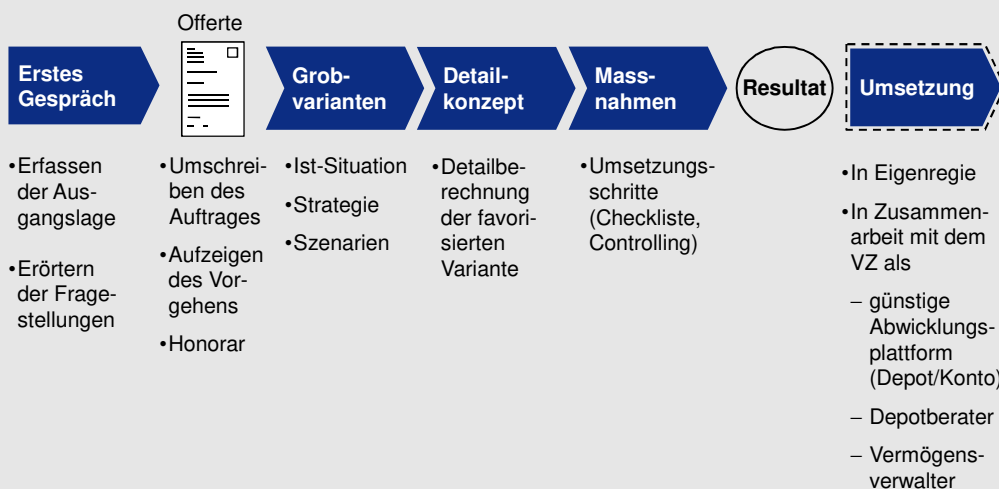 Offerte
Erstes
Gespräch
Grob-
varianten
Detail-
konzept
Mass-
nahmen
Resultat
Umsetzung
•Erfassen
der Aus-
gangslage
•Erörtern
der Frage-
stellungen
•Umschrei-
ben des
Auftrages
•Aufzeigen
des Vor-
gehens
•Honorar
•Ist-Situation
•Strategie
•Szenarien
•Detailbe-
rechnung
der favori-
sierten
Variante
•Umsetzungs-
schritte
(Checkliste,
Controlling)
•In Eigenregie
•In Zusammen-
arbeit mit dem
VZ als
– günstige
Abwicklungs-
plattform
(Depot/Konto)
– Depotberater
– Vermögens-
verwalter